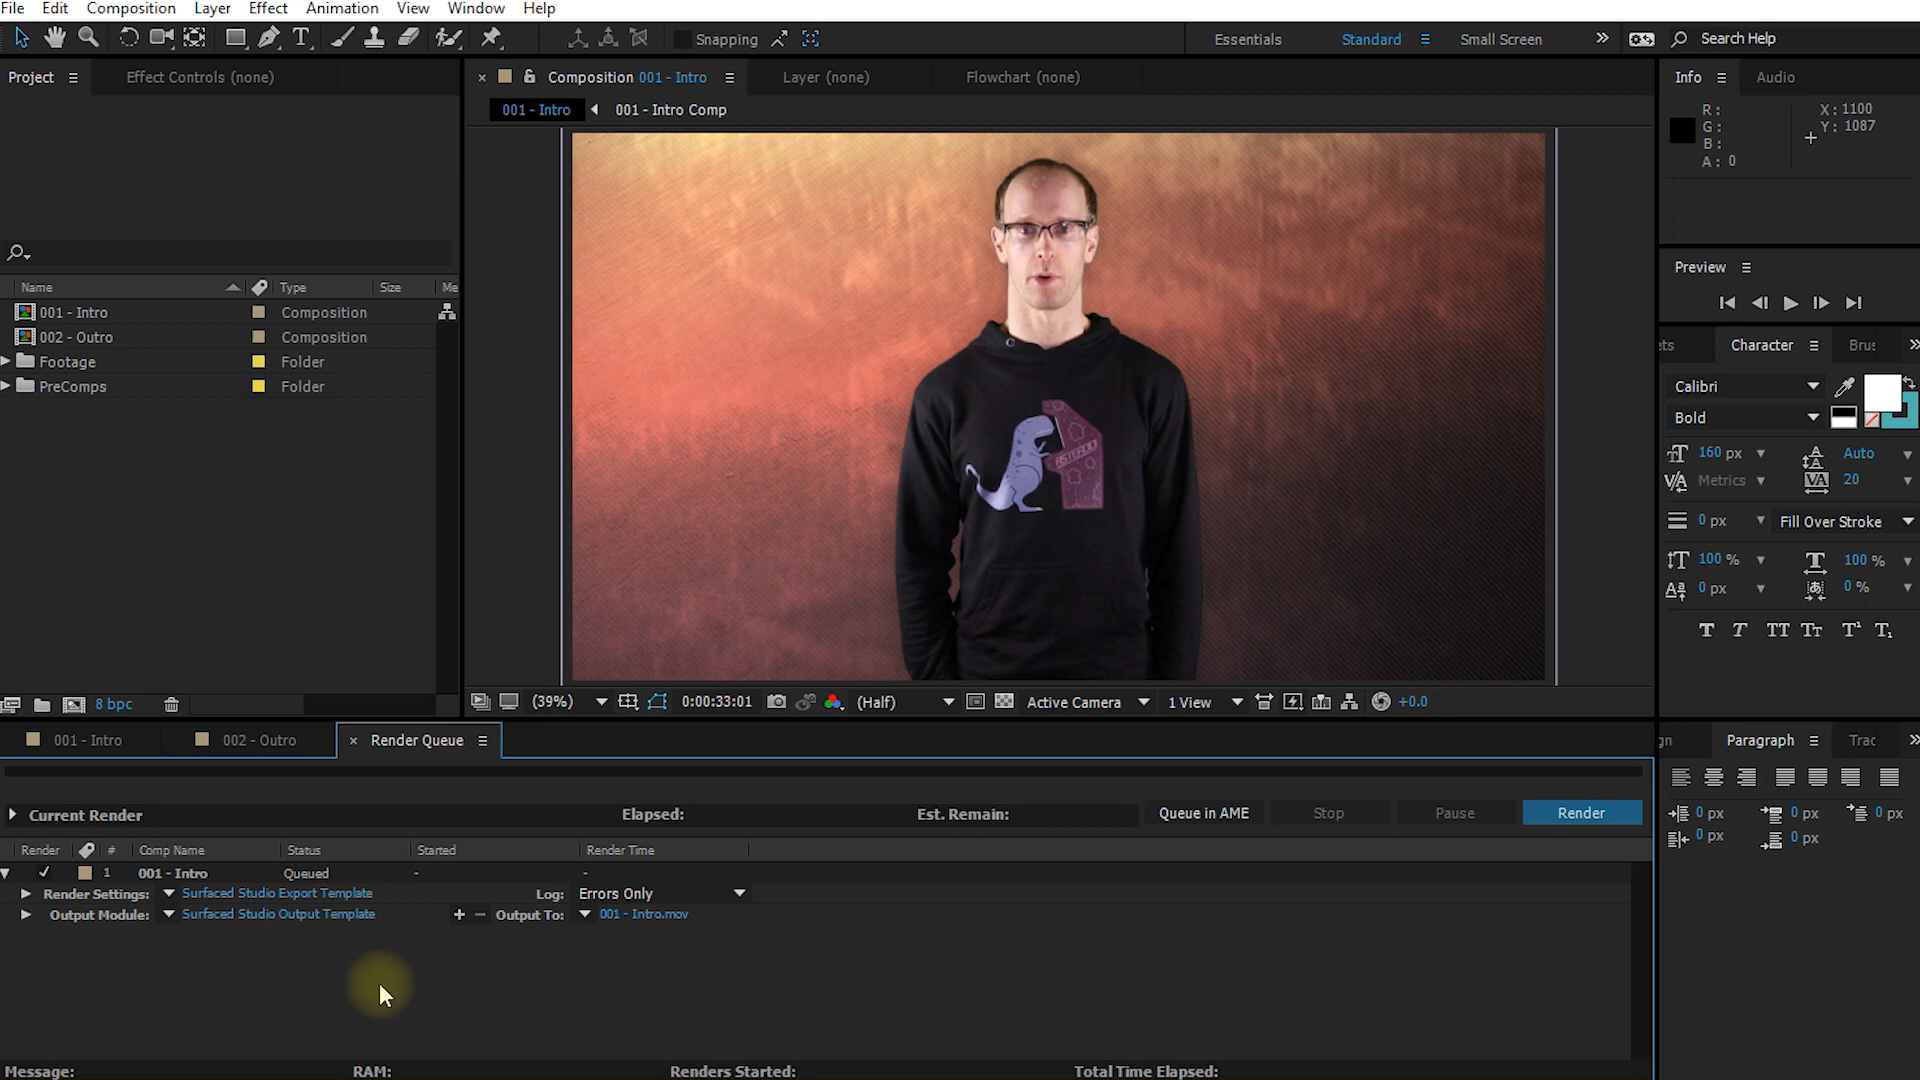 File Edit Composition Layer Effect Animation View Window Help
Snapping Essentials Standard Small Screen Search Help
Project Effect Controls (none) Composition 001 - Intro Layer (none) Flowchart (none) Info Audio
001 - Intro 001 - Intro Comp
R :
G :
B :
A : 0
X : 1100
Y : 1087
Name Type Size Me
001 - Intro Composition
002 - Outro Composition
Footage Folder
PreComps Folder
Preview
ets Character Brus
Calibri
Bold
160 px Auto
Metrics 20
0 px Fill Over Stroke
100 % 100 %
0 px 0 %
8 bpc (39%) 0:00:33:01 (Half) Active Camera 1 View +0.0
001 - Intro 002 - Outro Render Queue gn Paragraph Trac
0 px 0 px 0 px
0 px 0 px
Current Render Elapsed: Est. Remain: Queue in AME Stop Pause Render
Render # Comp Name Status Started Render Time
1 001 - Intro Queued - -
Render Settings: Surfaced Studio Export Template Log: Errors Only
Output Module: Surfaced Studio Output Template + − Output To: 001 - Intro.mov
Message: RAM: Renders Started: Total Time Elapsed: